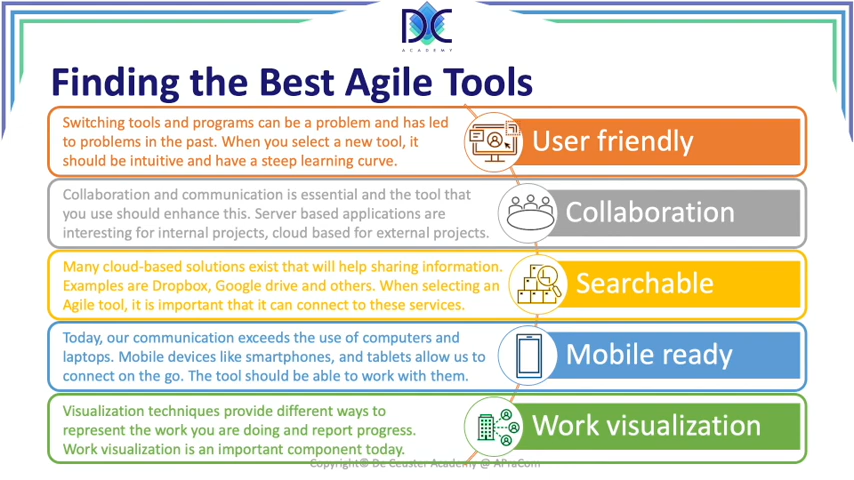 DC
ACADEMY
Finding the Best Agile Tools
Switching tools and programs can be a problem and has led
to problems in the past. When you select a new tool, it
should be intuitive and have a steep learning curve.
User friendly
Collaboration and communication is essential and the tool that
you use should enhance this. Server based applications are
interesting for internal projects, cloud based for external projects.
Collaboration
Many cloud-based solutions exist that will help sharing information.
Examples are Dropbox, Google drive and others. When selecting an
Agile tool, it is important that it can connect to these services.
Searchable
Today, our communication exceeds the use of computers and
laptops. Mobile devices like smartphones, and tablets allow us to
connect on the go. The tool should be able to work with them.
Mobile ready
Visualization techniques provide different ways to
represent the work you are doing and report progress.
Work visualization is an important component today.
Work visualization
Copyright® De Ceuster Academy @ APraCom